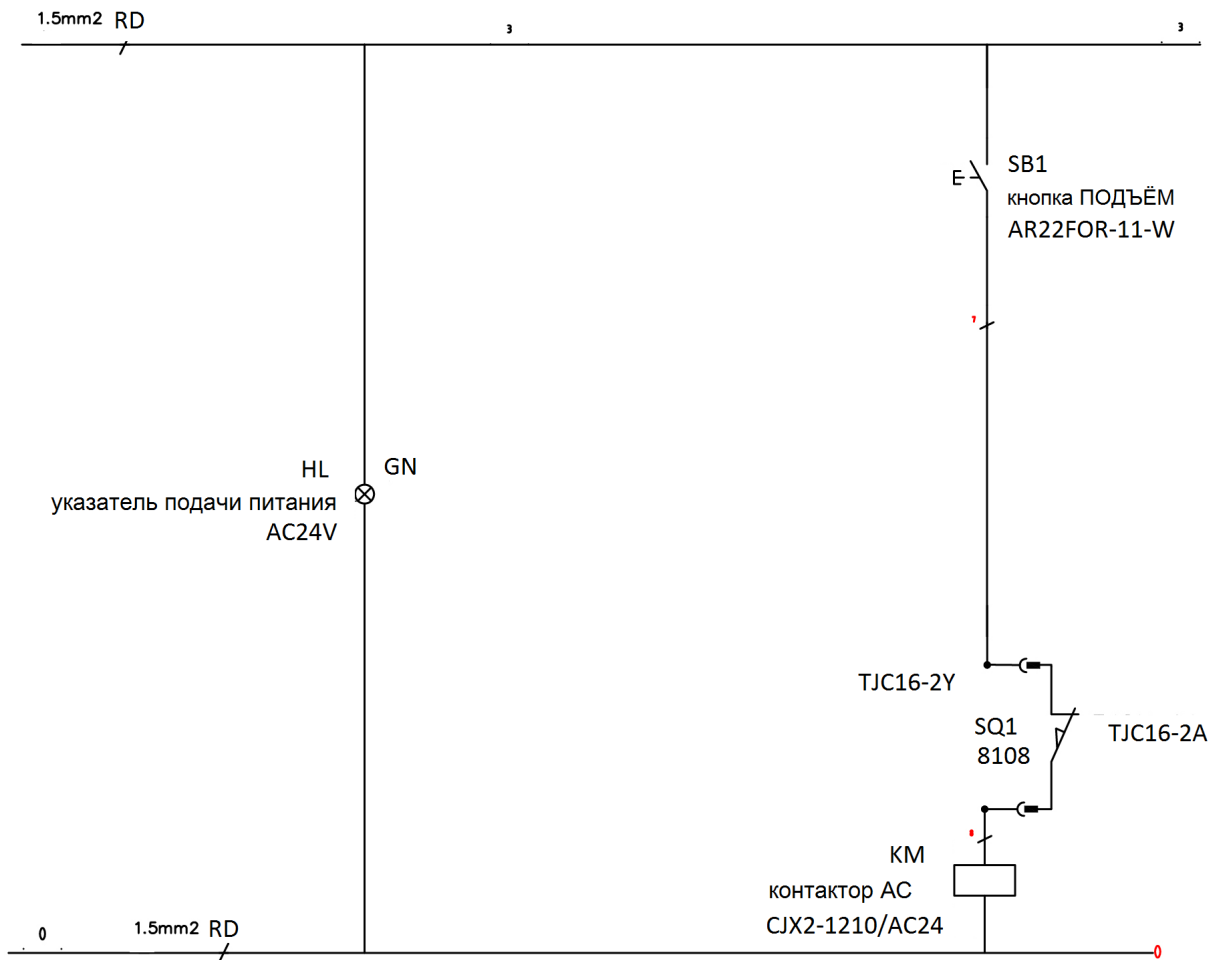 1.5mm2 RD
3
3
SB1
кнопка ПОДЪЁМ
AR22FOR-11-W
7
HL
GN
указатель подачи питания
AC24V
TJC16-2Y
SQ1
8108
TJC16-2A
KM
контактор AC
CJX2-1210/AC24
0
1.5mm2 RD
0